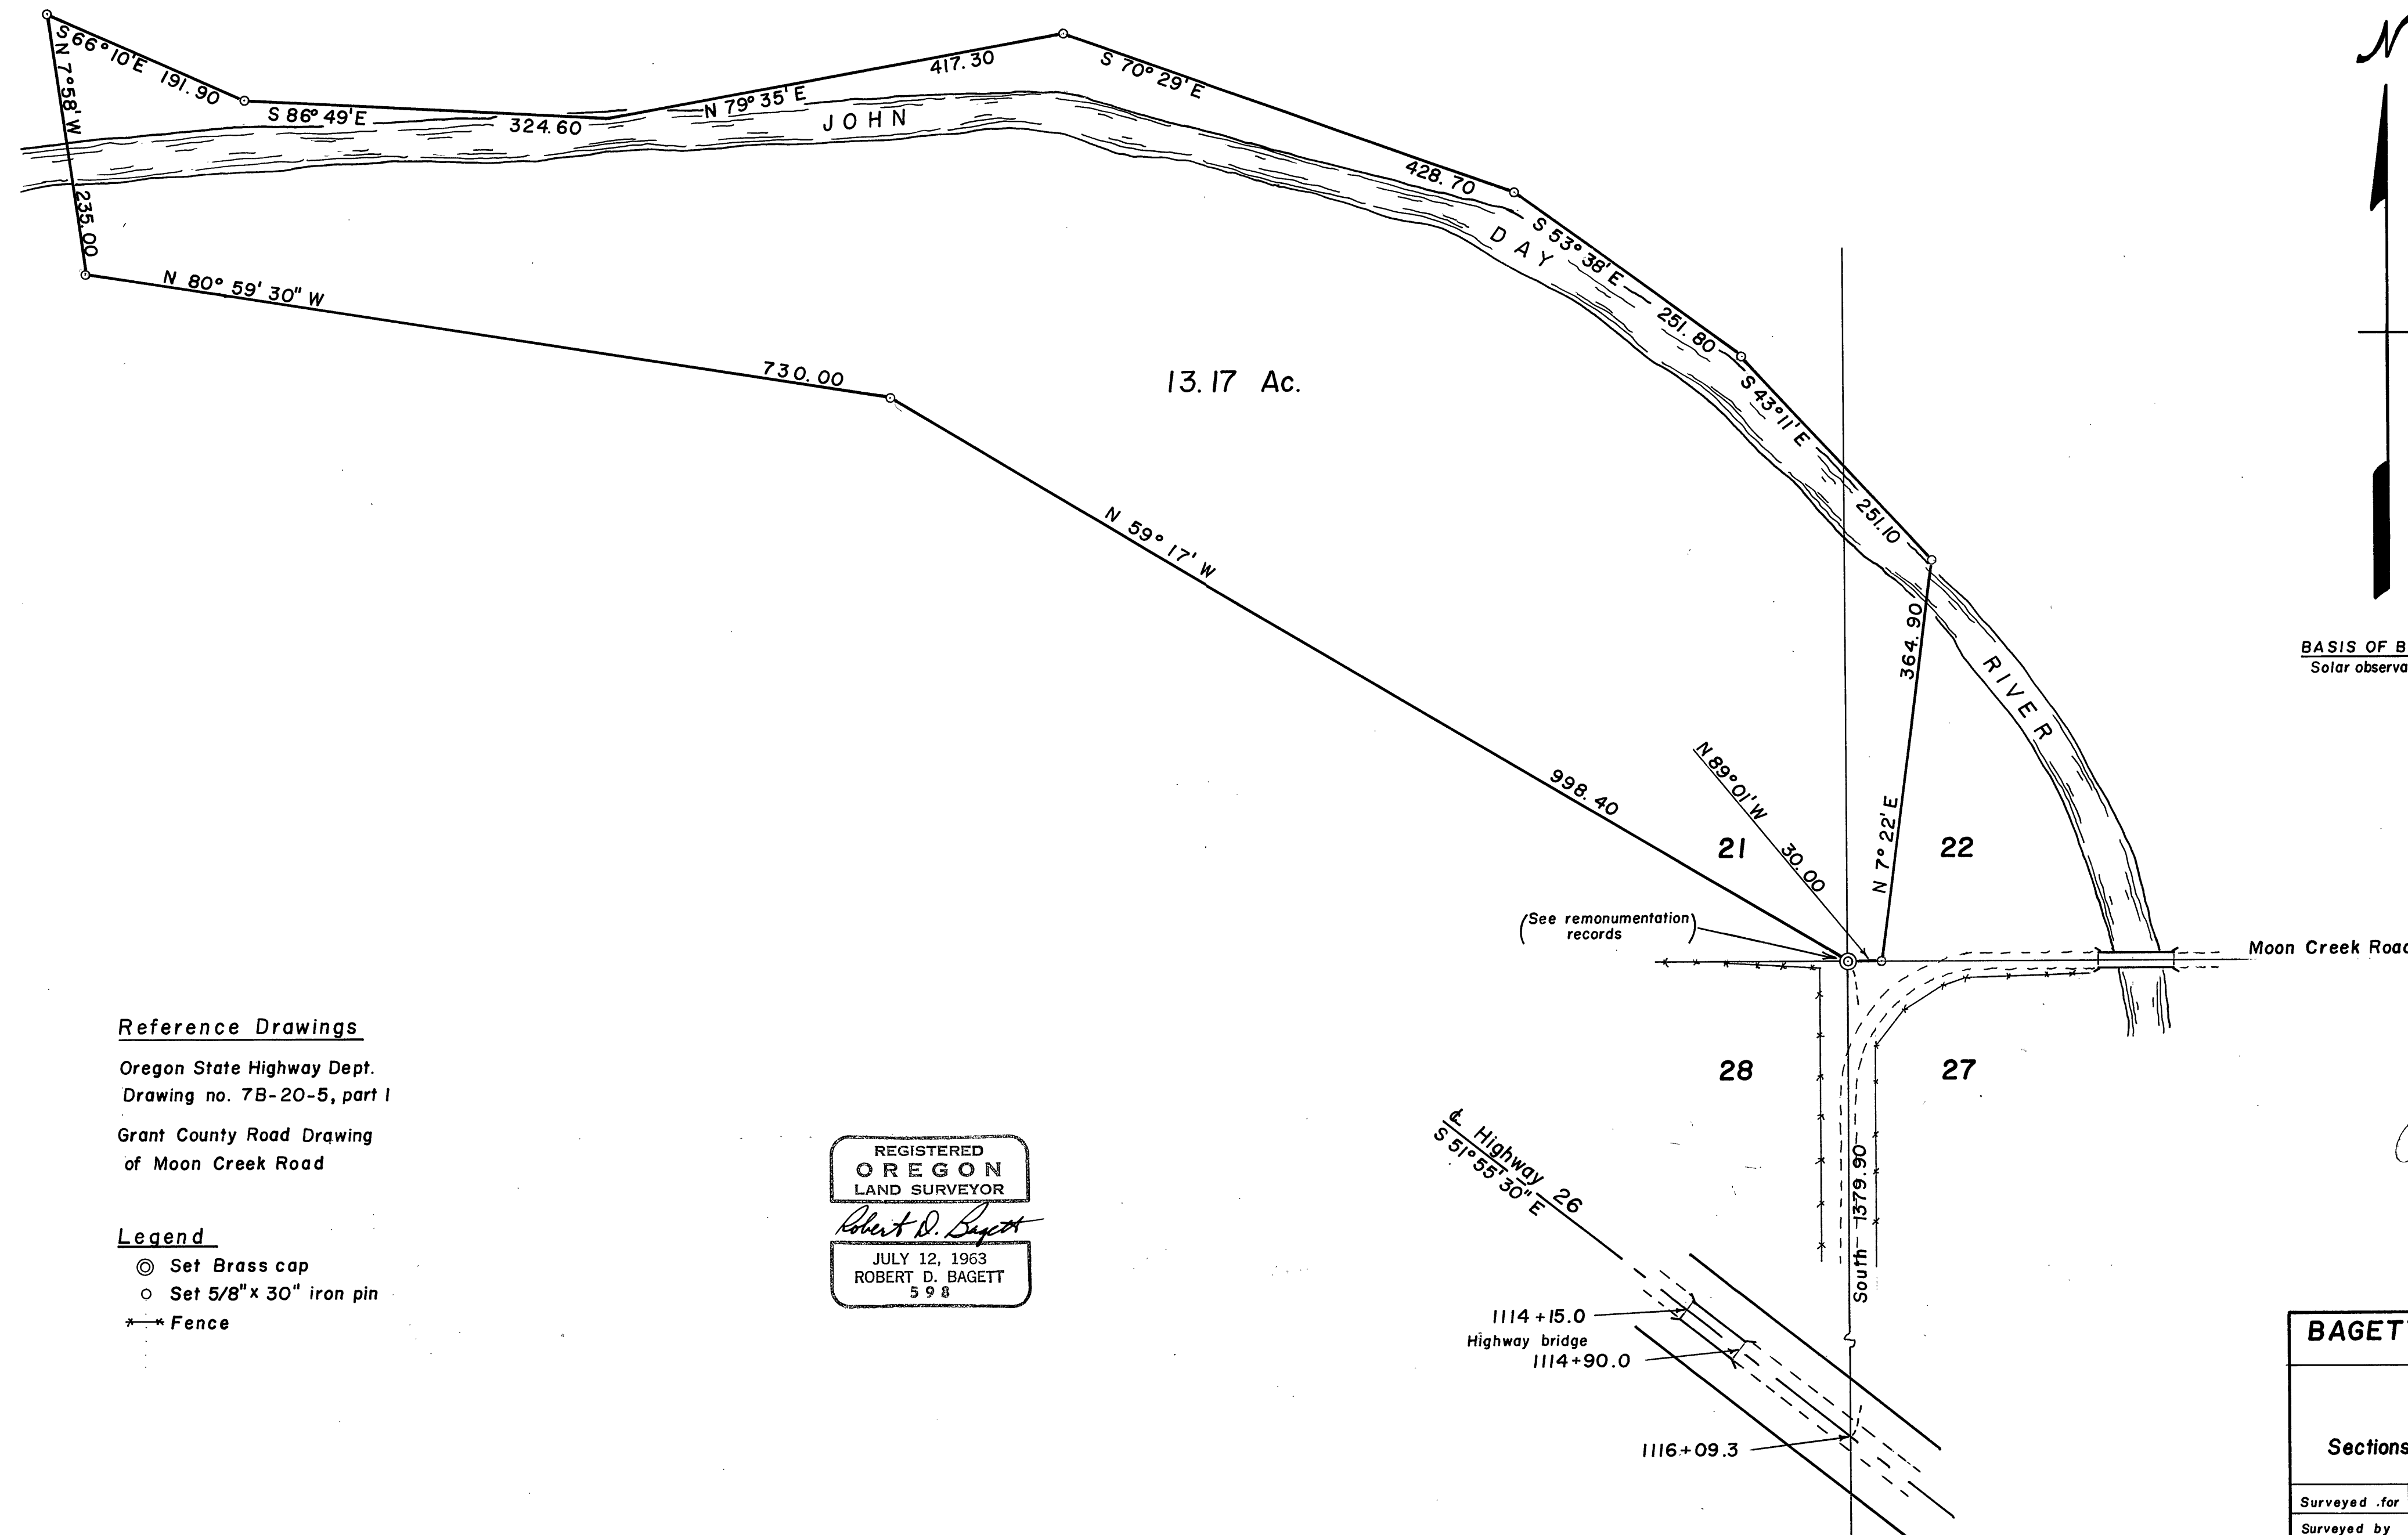 N
S 66° 10' E 191.90
N 7° 58' W
235.00
S 86° 49' E
324.60
N 79° 35' E
417.30
JOHN
S 70° 29' E
428.70
DAY
S 53° 38' E
251.80
S 43° 11' E
251.10
N 80° 59' 30" W
730.00
13.17 Ac.
N 59° 17' W
998.40
364.90
N 7° 22' E
RIVER
N 89° 01' W
30.00
BASIS OF B
Solar observa
21
22
(See remonumentation
records)
Moon Creek Road
28
27
South 1379.90
℄ Highway 26
S 51° 55' 30" E
1114+15.0
Highway bridge
1114+90.0
1116+09.3
Reference Drawings
Oregon State Highway Dept.
Drawing no. 7B-20-5, part 1
Grant County Road Drawing
of Moon Creek Road
Legend
Set Brass cap
Set 5/8" x 30" iron pin
Fence
REGISTERED
OREGON
LAND SURVEYOR
Robert D. Bagett
JULY 12, 1963
ROBERT D. BAGETT
598
BAGET
Sections
Surveyed for
Surveyed by